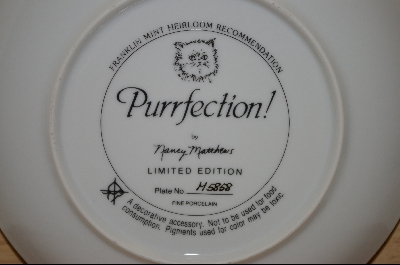 FRANKLIN MINT HEIRLOOM RECOMMENDATION
Purrfection!
by
Nancy Matthews
LIMITED EDITION
Plate No. H5858
FINE PORCELAIN
A decorative accessory. Not to be used for food
consumption. Pigments used for color may be toxic.